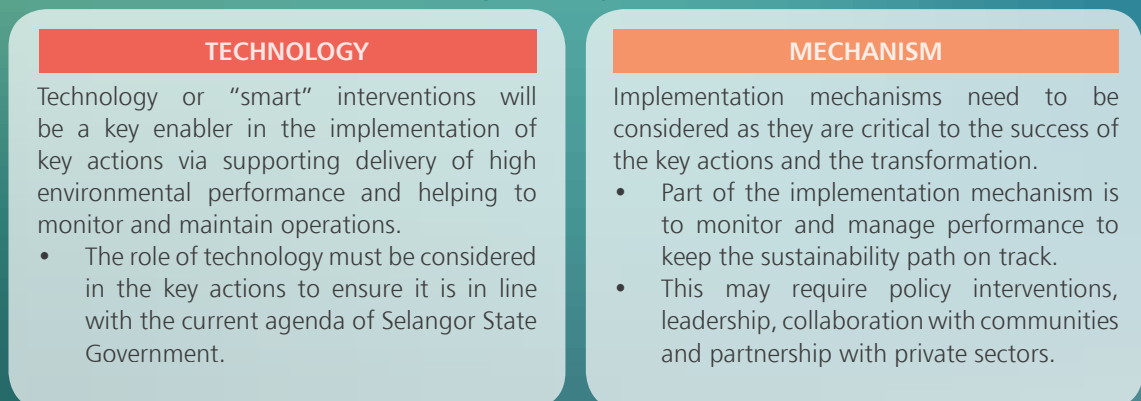 TECHNOLOGY
Technology or “smart” interventions will
be a key enabler in the implementation of
key actions via supporting delivery of high
environmental performance and helping to
monitor and maintain operations.
• The role of technology must be considered
in the key actions to ensure it is in line
with the current agenda of Selangor State
Government.
MECHANISM
Implementation mechanisms need to be
considered as they are critical to the success of
the key actions and the transformation.
• Part of the implementation mechanism is
to monitor and manage performance to
keep the sustainability path on track.
• This may require policy interventions,
leadership, collaboration with communities
and partnership with private sectors.